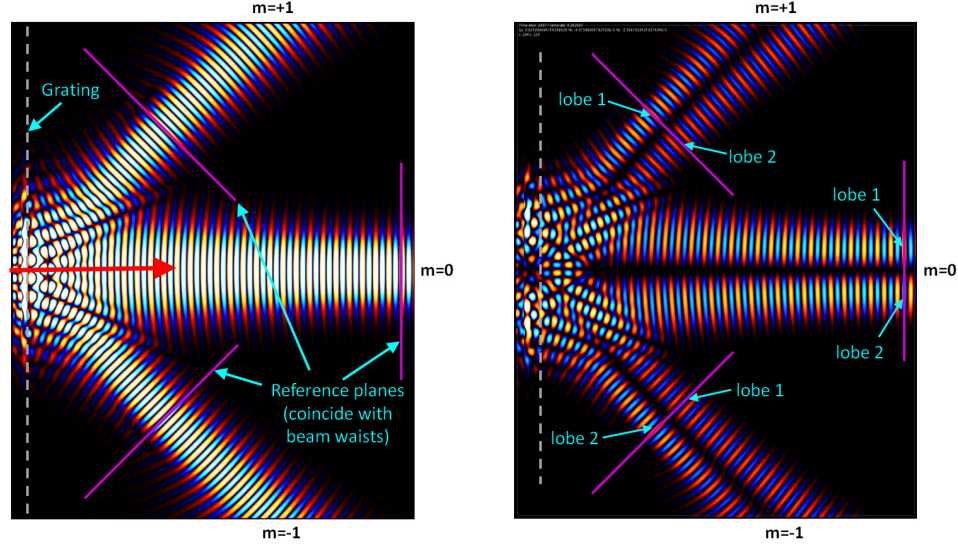 m=+1
Grating
m=0
Reference planes
(coincide with
beam waists)
m=-1
m=+1
lobe 1
lobe 2
lobe 1
m=0
lobe 2
lobe 1
lobe 2
m=-1